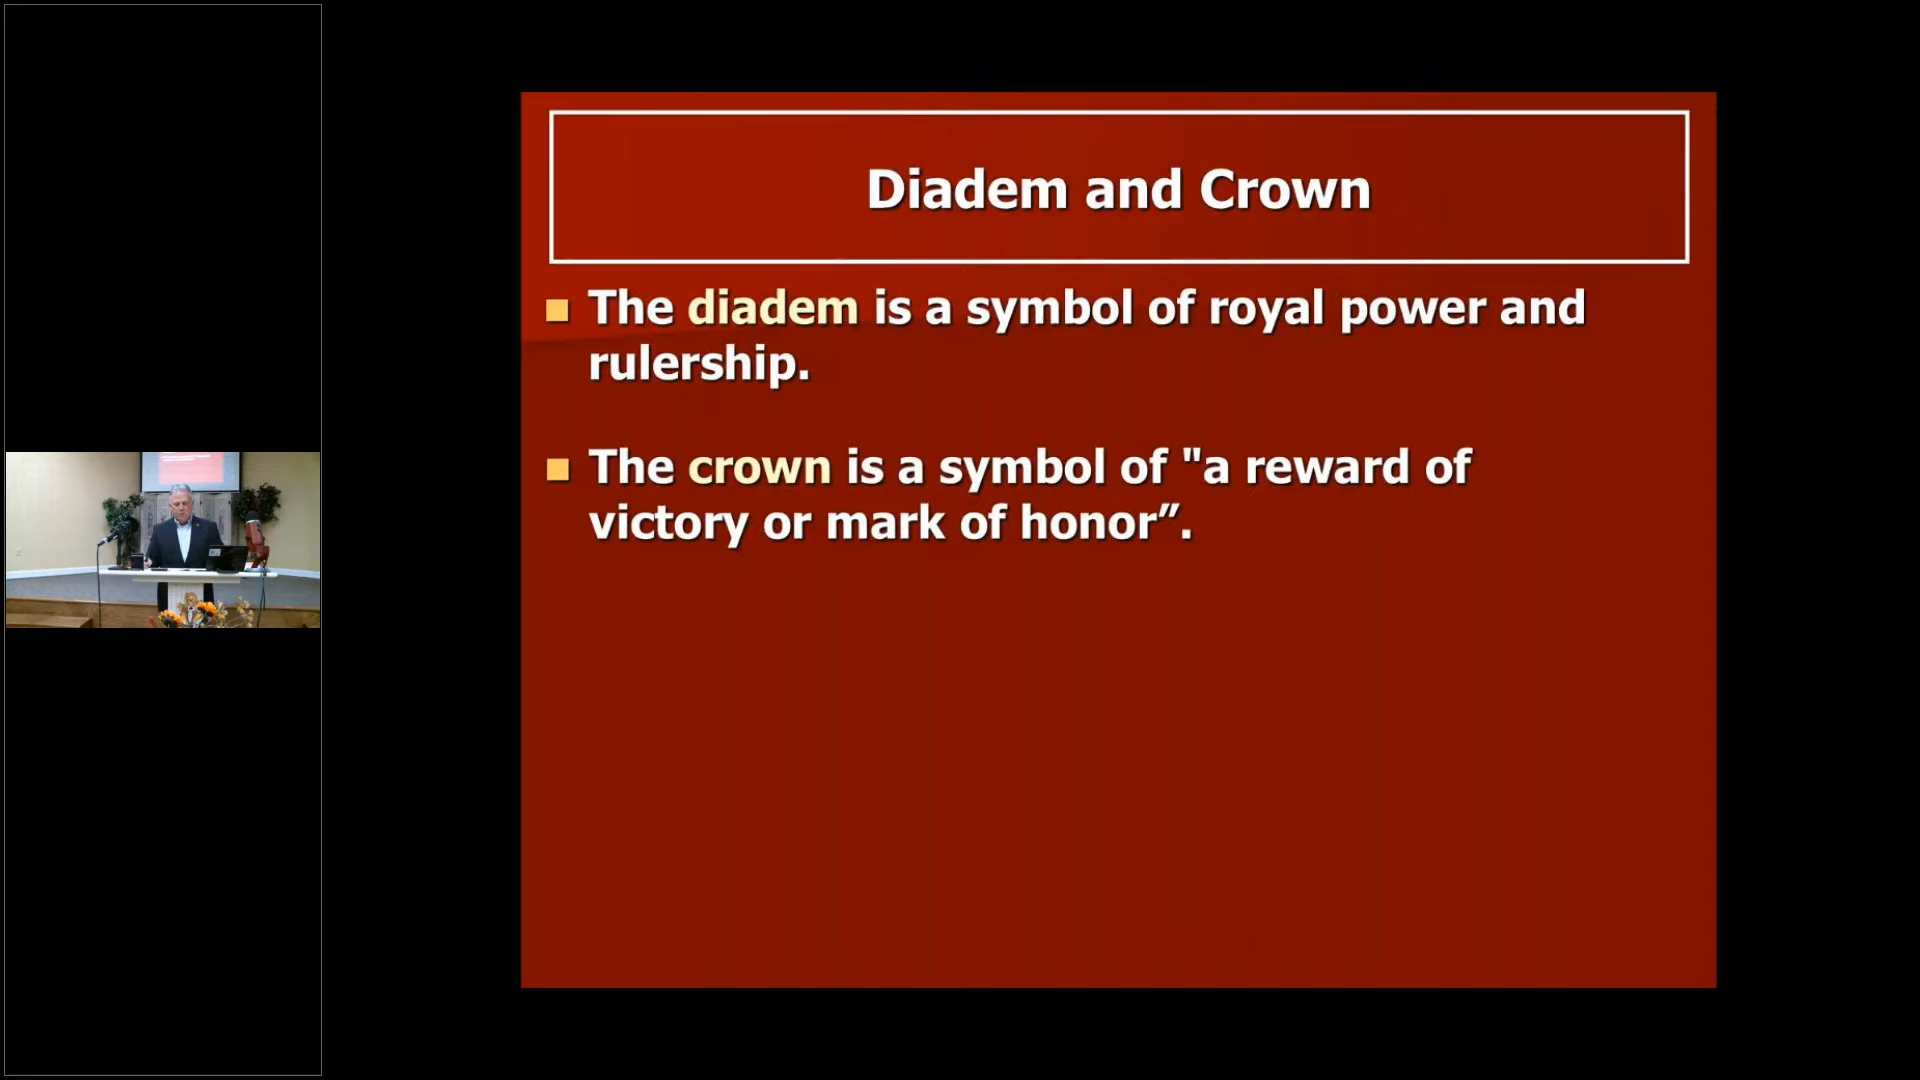 Diadem and Crown
The diadem is a symbol of royal power and
rulership.
The crown is a symbol of "a reward of
victory or mark of honor”.